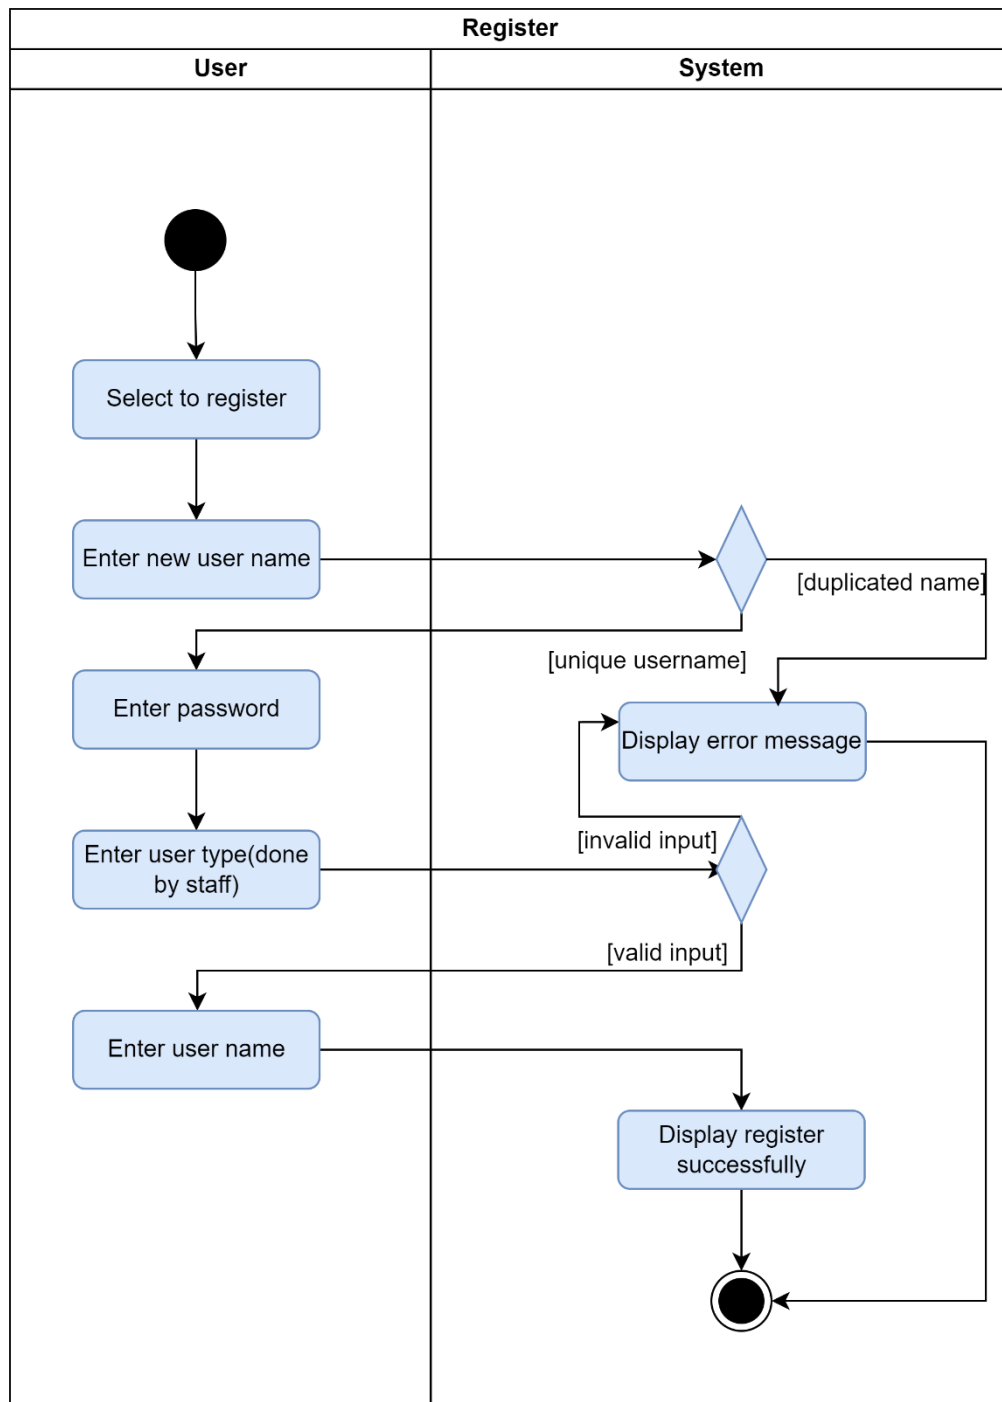 Register
User
System
Select to register
Enter new user name
[duplicated name]
[unique username]
Enter password
Display error message
[invalid input]
Enter user type(done
by staff)
[valid input]
Enter user name
Display register
successfully